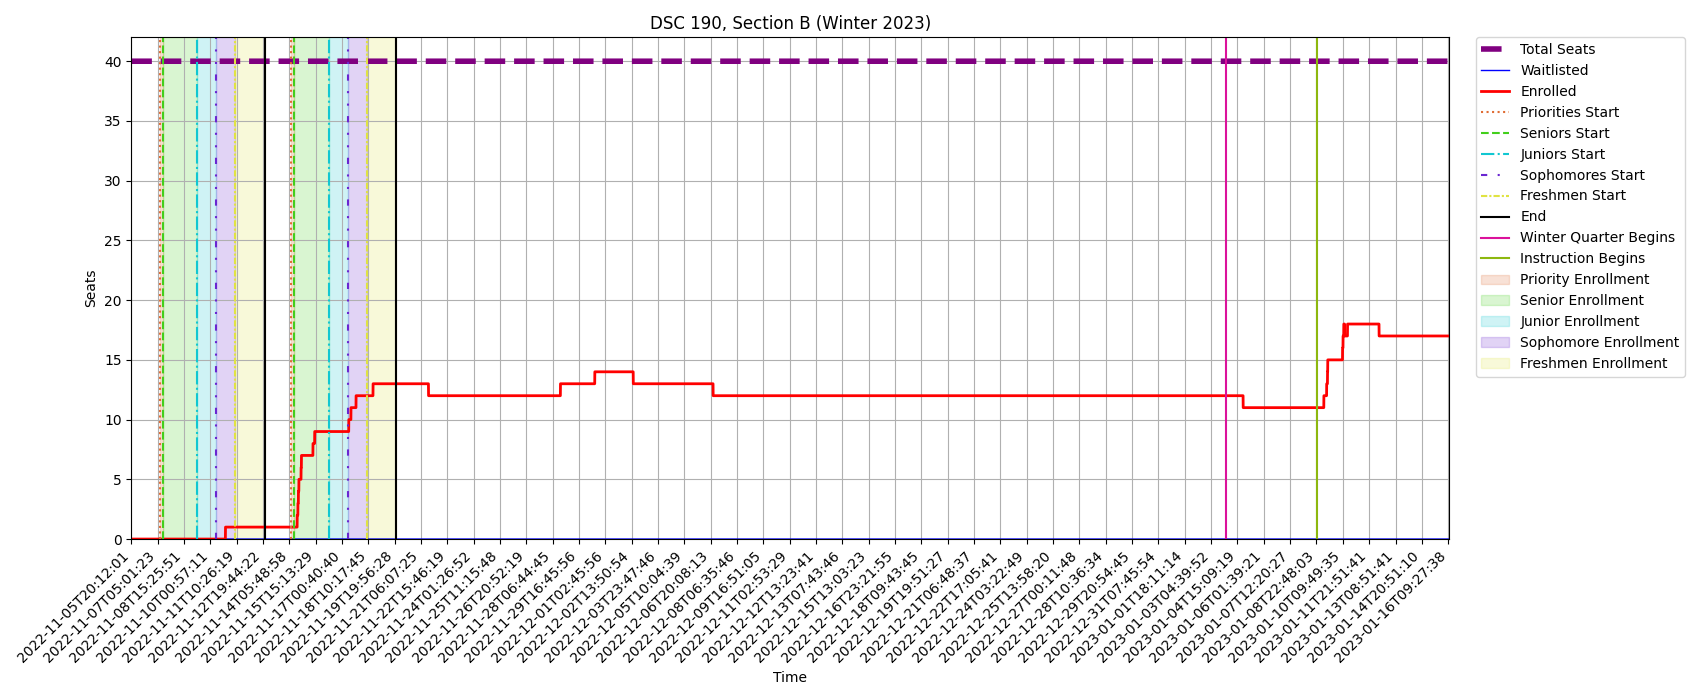 DSC 190, Section B (Winter 2023)
Seats
40
35
30
25
20
15
10
5
0
2022-11-05T20:12:01
2022-11-07T05:01:23
2022-11-08T15:25:51
2022-11-10T00:57:11
2022-11-11T10:26:19
2022-11-12T19:44:22
2022-11-14T05:48:58
2022-11-15T15:13:29
2022-11-17T00:40:40
2022-11-18T10:17:45
2022-11-19T19:56:28
2022-11-21T06:07:25
2022-11-22T15:46:19
2022-11-24T01:26:52
2022-11-25T11:15:48
2022-11-26T20:52:19
2022-11-28T06:44:45
2022-11-29T16:45:56
2022-12-01T02:45:56
2022-12-02T13:50:54
2022-12-03T23:47:46
2022-12-05T10:04:39
2022-12-06T20:08:13
2022-12-08T06:35:46
2022-12-09T16:51:05
2022-12-11T02:53:29
2022-12-12T13:23:41
2022-12-13T07:43:46
2022-12-15T13:03:23
2022-12-16T23:21:55
2022-12-18T09:43:45
2022-12-19T19:51:27
2022-12-21T06:48:37
2022-12-22T17:05:41
2022-12-24T03:22:49
2022-12-25T13:58:20
2022-12-27T00:11:48
2022-12-28T10:36:34
2022-12-29T20:54:45
2022-12-31T07:45:54
2023-01-01T18:11:14
2023-01-03T04:39:52
2023-01-04T15:09:19
2023-01-06T01:39:21
2023-01-07T12:20:27
2023-01-08T22:48:03
2023-01-10T09:49:35
2023-01-11T21:51:41
2023-01-13T08:51:41
2023-01-14T20:51:10
2023-01-16T09:27:38
Time
Total Seats
Waitlisted
Enrolled
Priorities Start
Seniors Start
Juniors Start
Sophomores Start
Freshmen Start
End
Winter Quarter Begins
Instruction Begins
Priority Enrollment
Senior Enrollment
Junior Enrollment
Sophomore Enrollment
Freshmen Enrollment